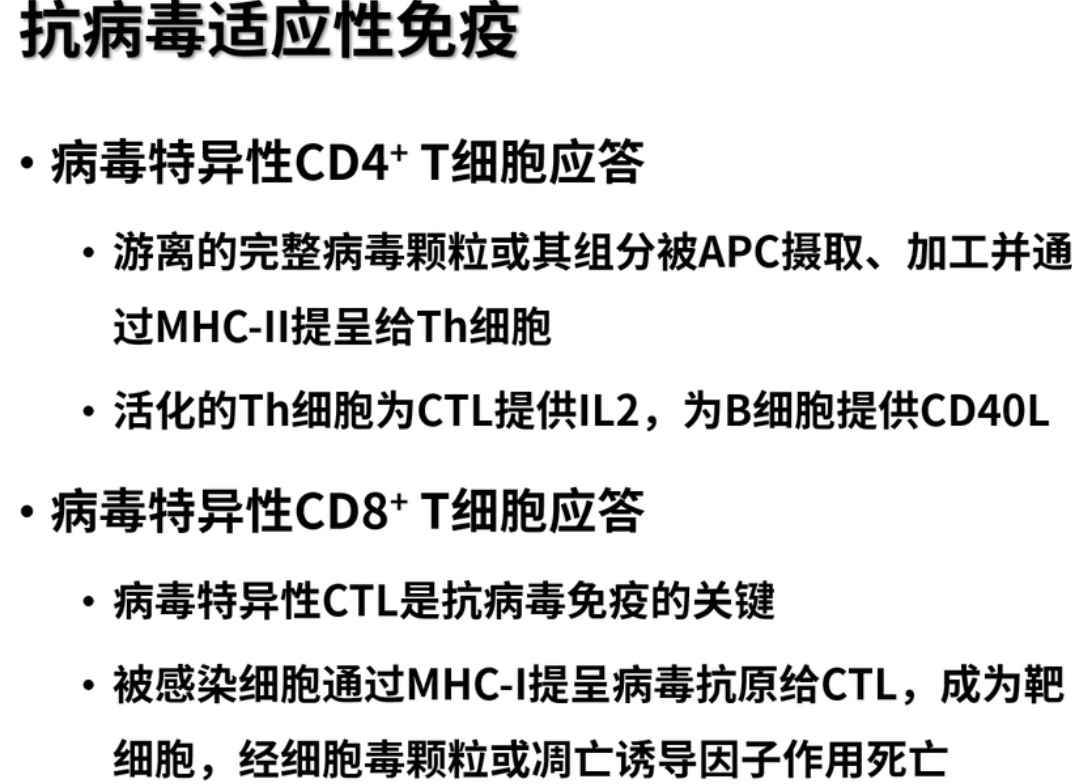 抗病毒适应性免疫
• 病毒特异性CD4⁺ T细胞应答
• 游离的完整病毒颗粒或其组分被APC摄取、加工并通
过MHC-II提呈给Th细胞
• 活化的Th细胞为CTL提供IL2，为B细胞提供CD40L
• 病毒特异性CD8⁺ T细胞应答
• 病毒特异性CTL是抗病毒免疫的关键
• 被感染细胞通过MHC-I提呈病毒抗原给CTL，成为靶
细胞，经细胞毒颗粒或凋亡诱导因子作用死亡